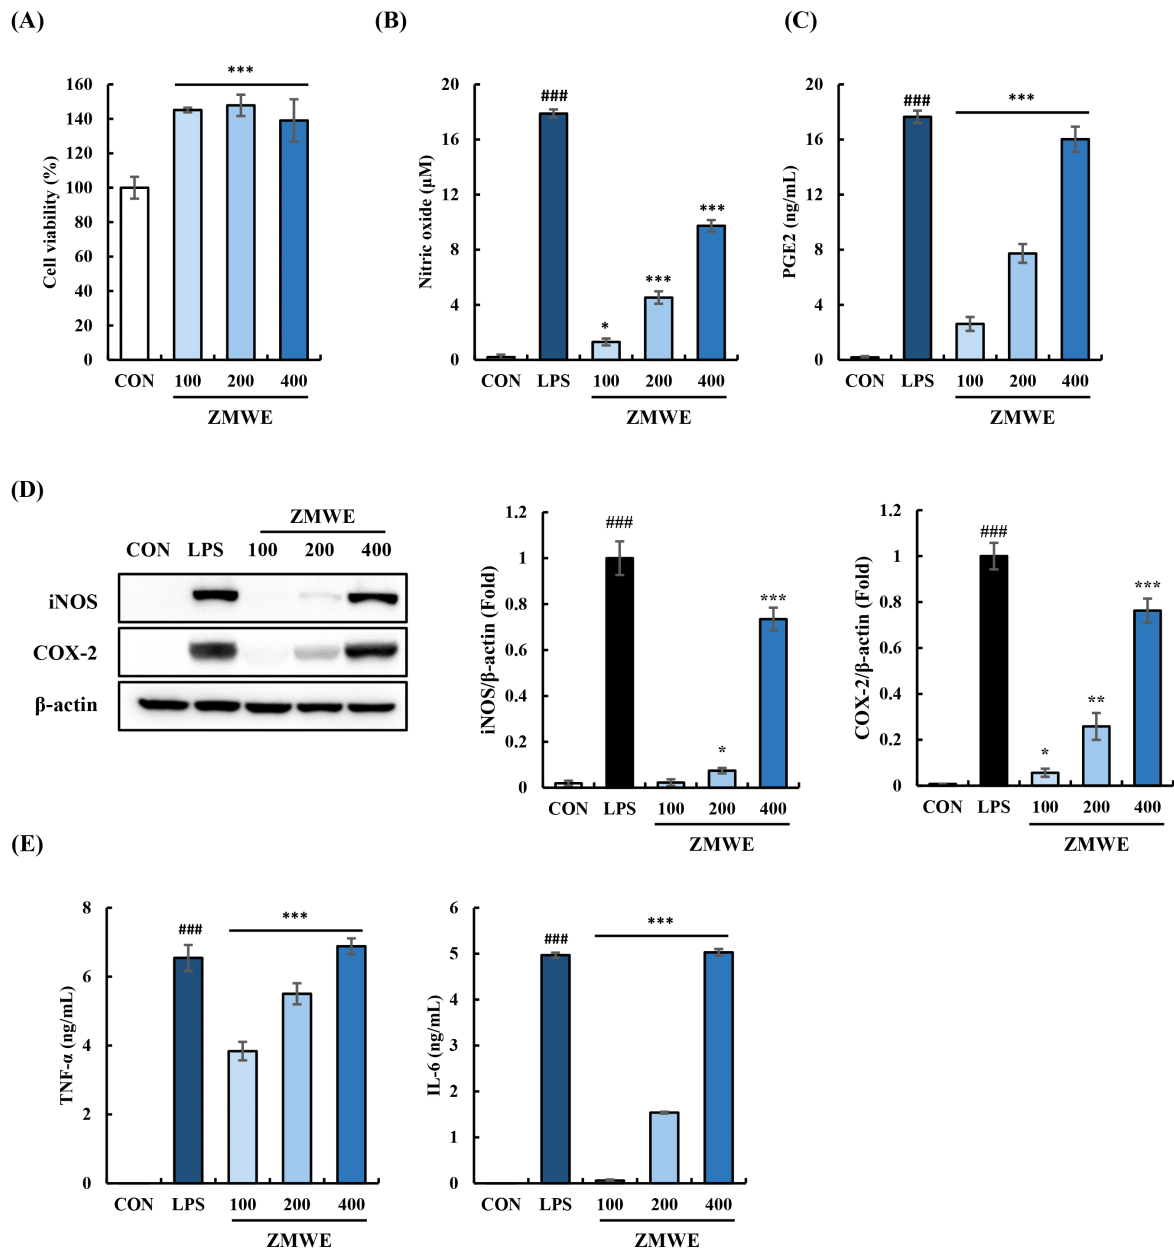 (A)
***
160
140
120
100
80
60
40
20
0
Cell viability (%)
CON 100 200 400
ZMWE
(B)
20
16
12
8
4
0
Nitric oxide (μM)
###
*
***
***
CON LPS 100 200 400
ZMWE
(C)
20
16
12
8
4
0
PGE2 (ng/mL)
###
***
CON LPS 100 200 400
ZMWE
(D)
ZMWE
CON LPS 100 200 400
iNOS
COX-2
β-actin
1.2
1
0.8
0.6
0.4
0.2
0
iNOS/β-actin (Fold)
###
*
***
CON LPS 100 200 400
ZMWE
1.2
1
0.8
0.6
0.4
0.2
0
COX-2/β-actin (Fold)
###
*
**
***
CON LPS 100 200 400
ZMWE
(E)
8
6
4
2
0
TNF-α (ng/mL)
###
***
CON LPS 100 200 400
ZMWE
6
5
4
3
2
1
0
IL-6 (ng/mL)
###
***
CON LPS 100 200 400
ZMWE